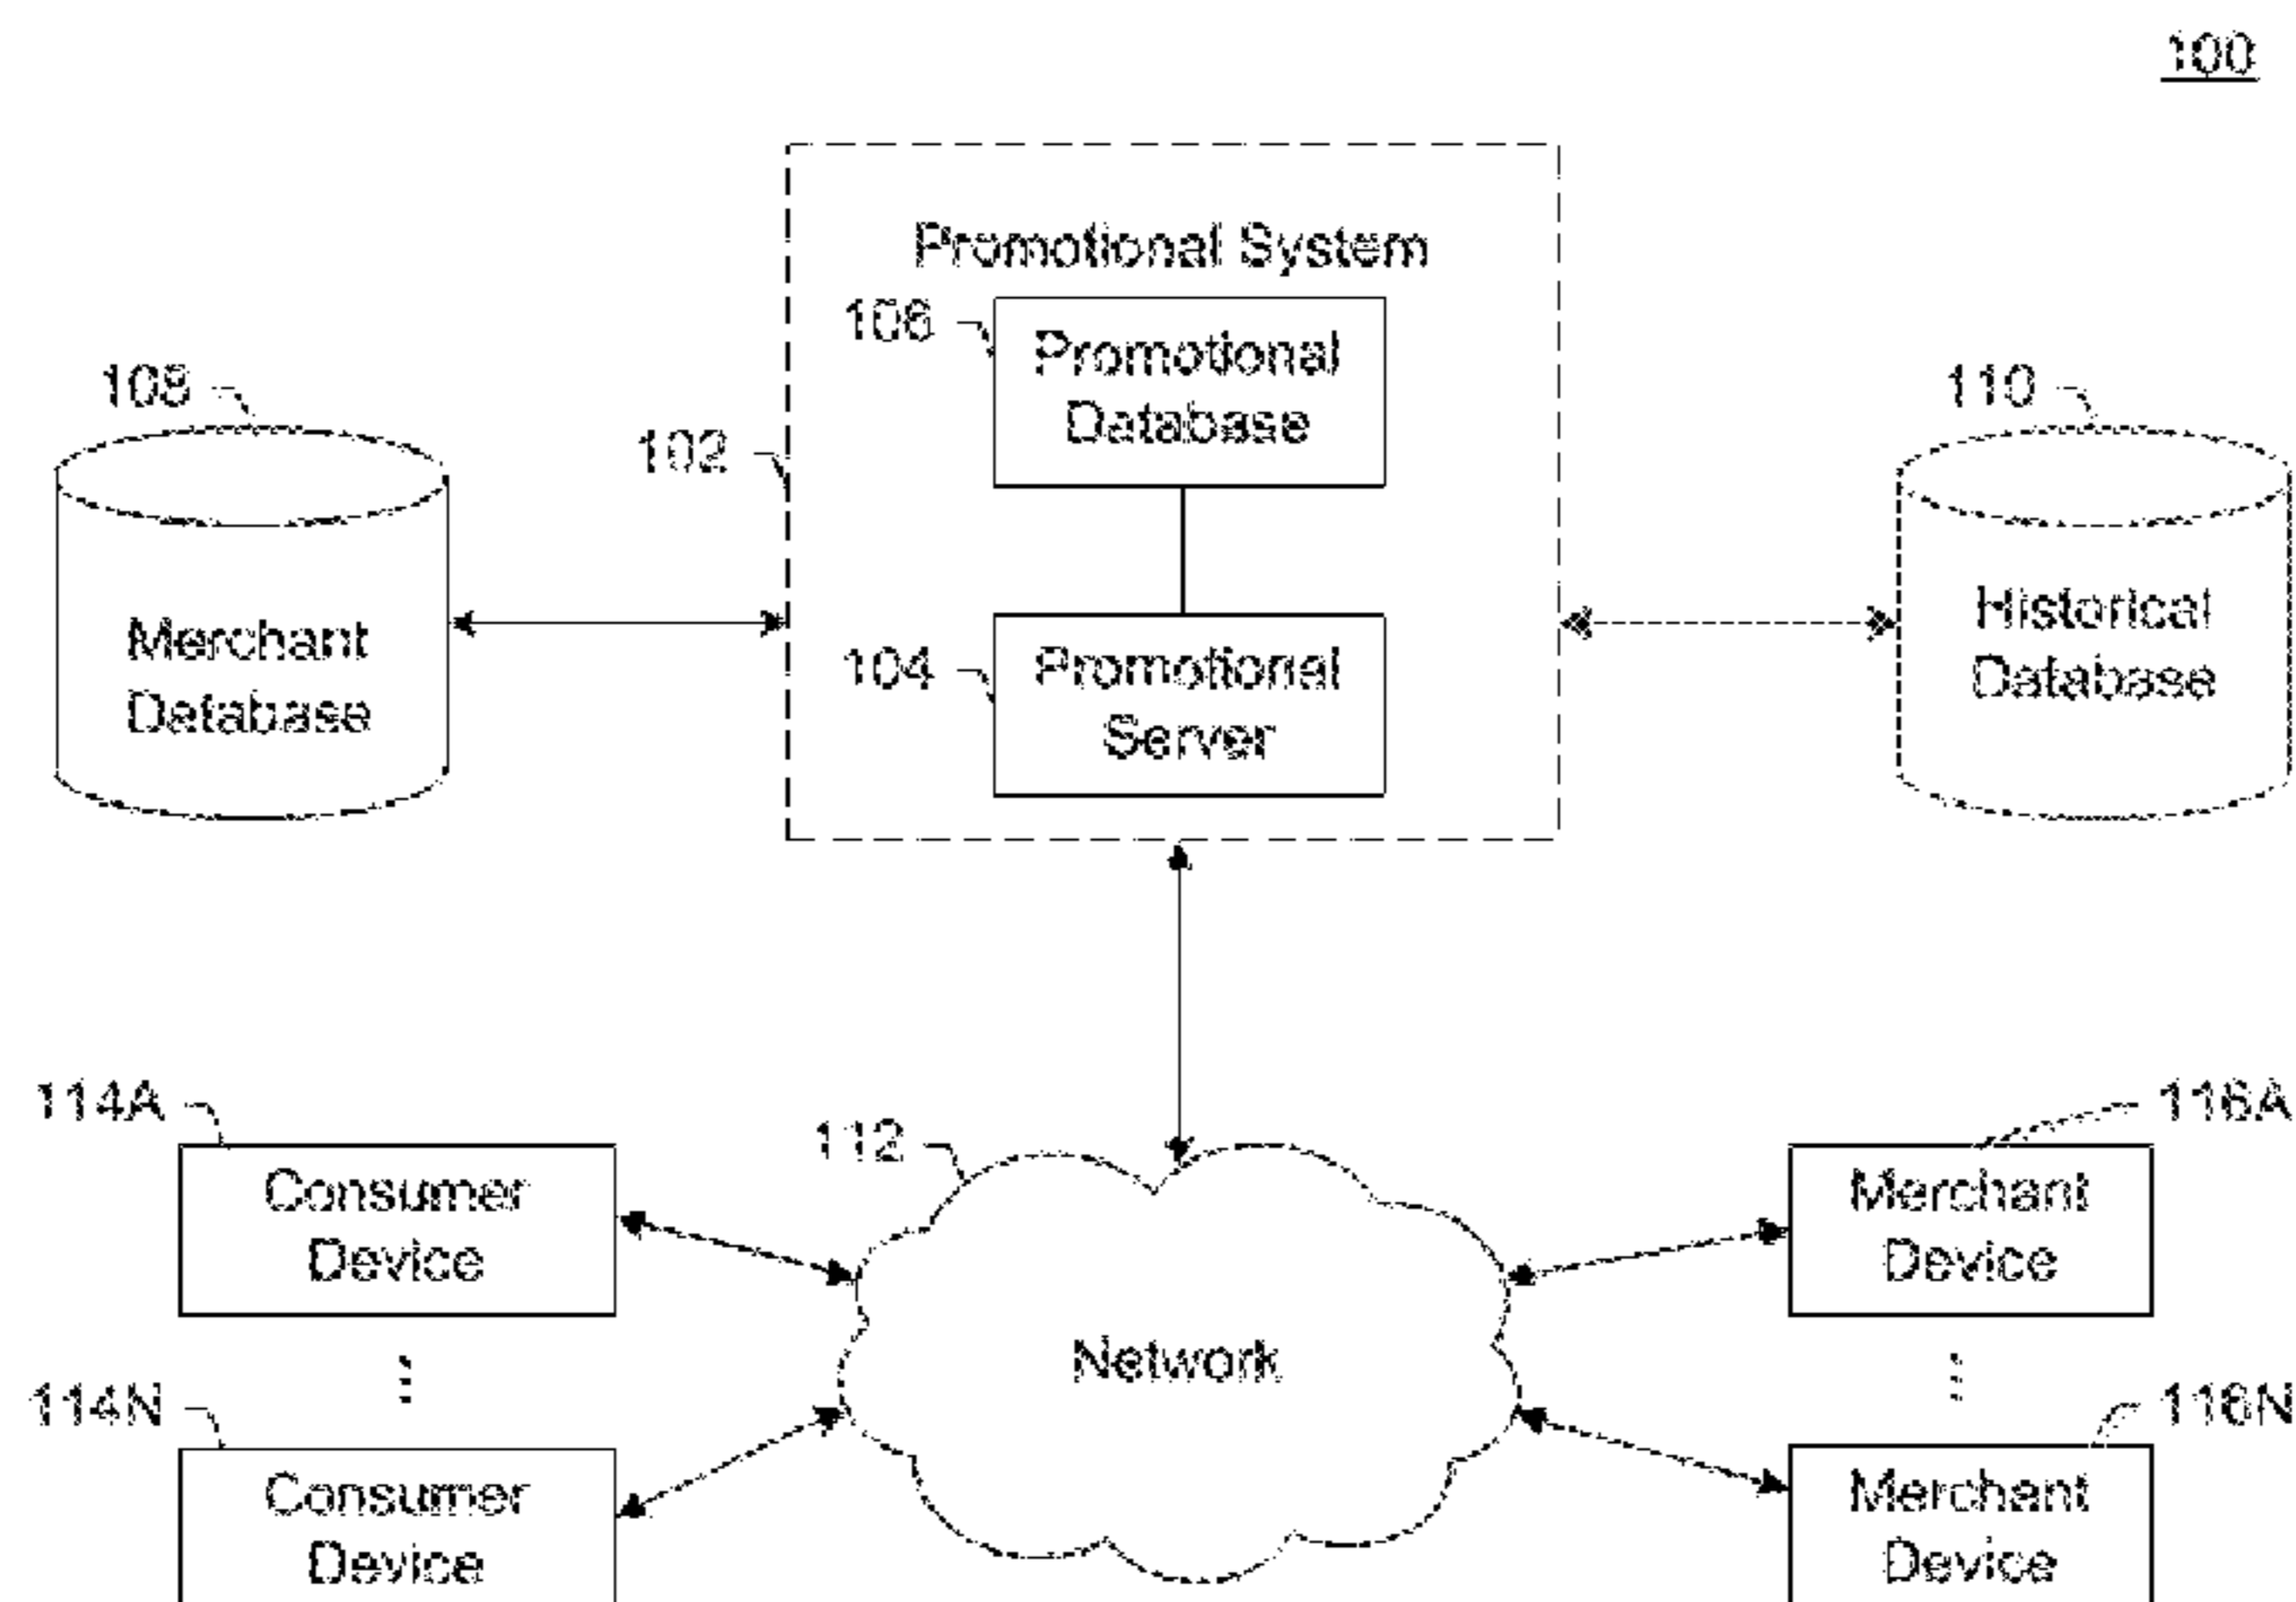 100
Promotional System
106
Promotional
Database
108
110
102
Merchant
Database
104
Promotional
Server
Historical
Database
114A
112
116A
Consumer
Device
Merchant
Device
Network
114N
116N
Consumer
Device
Merchant
Device